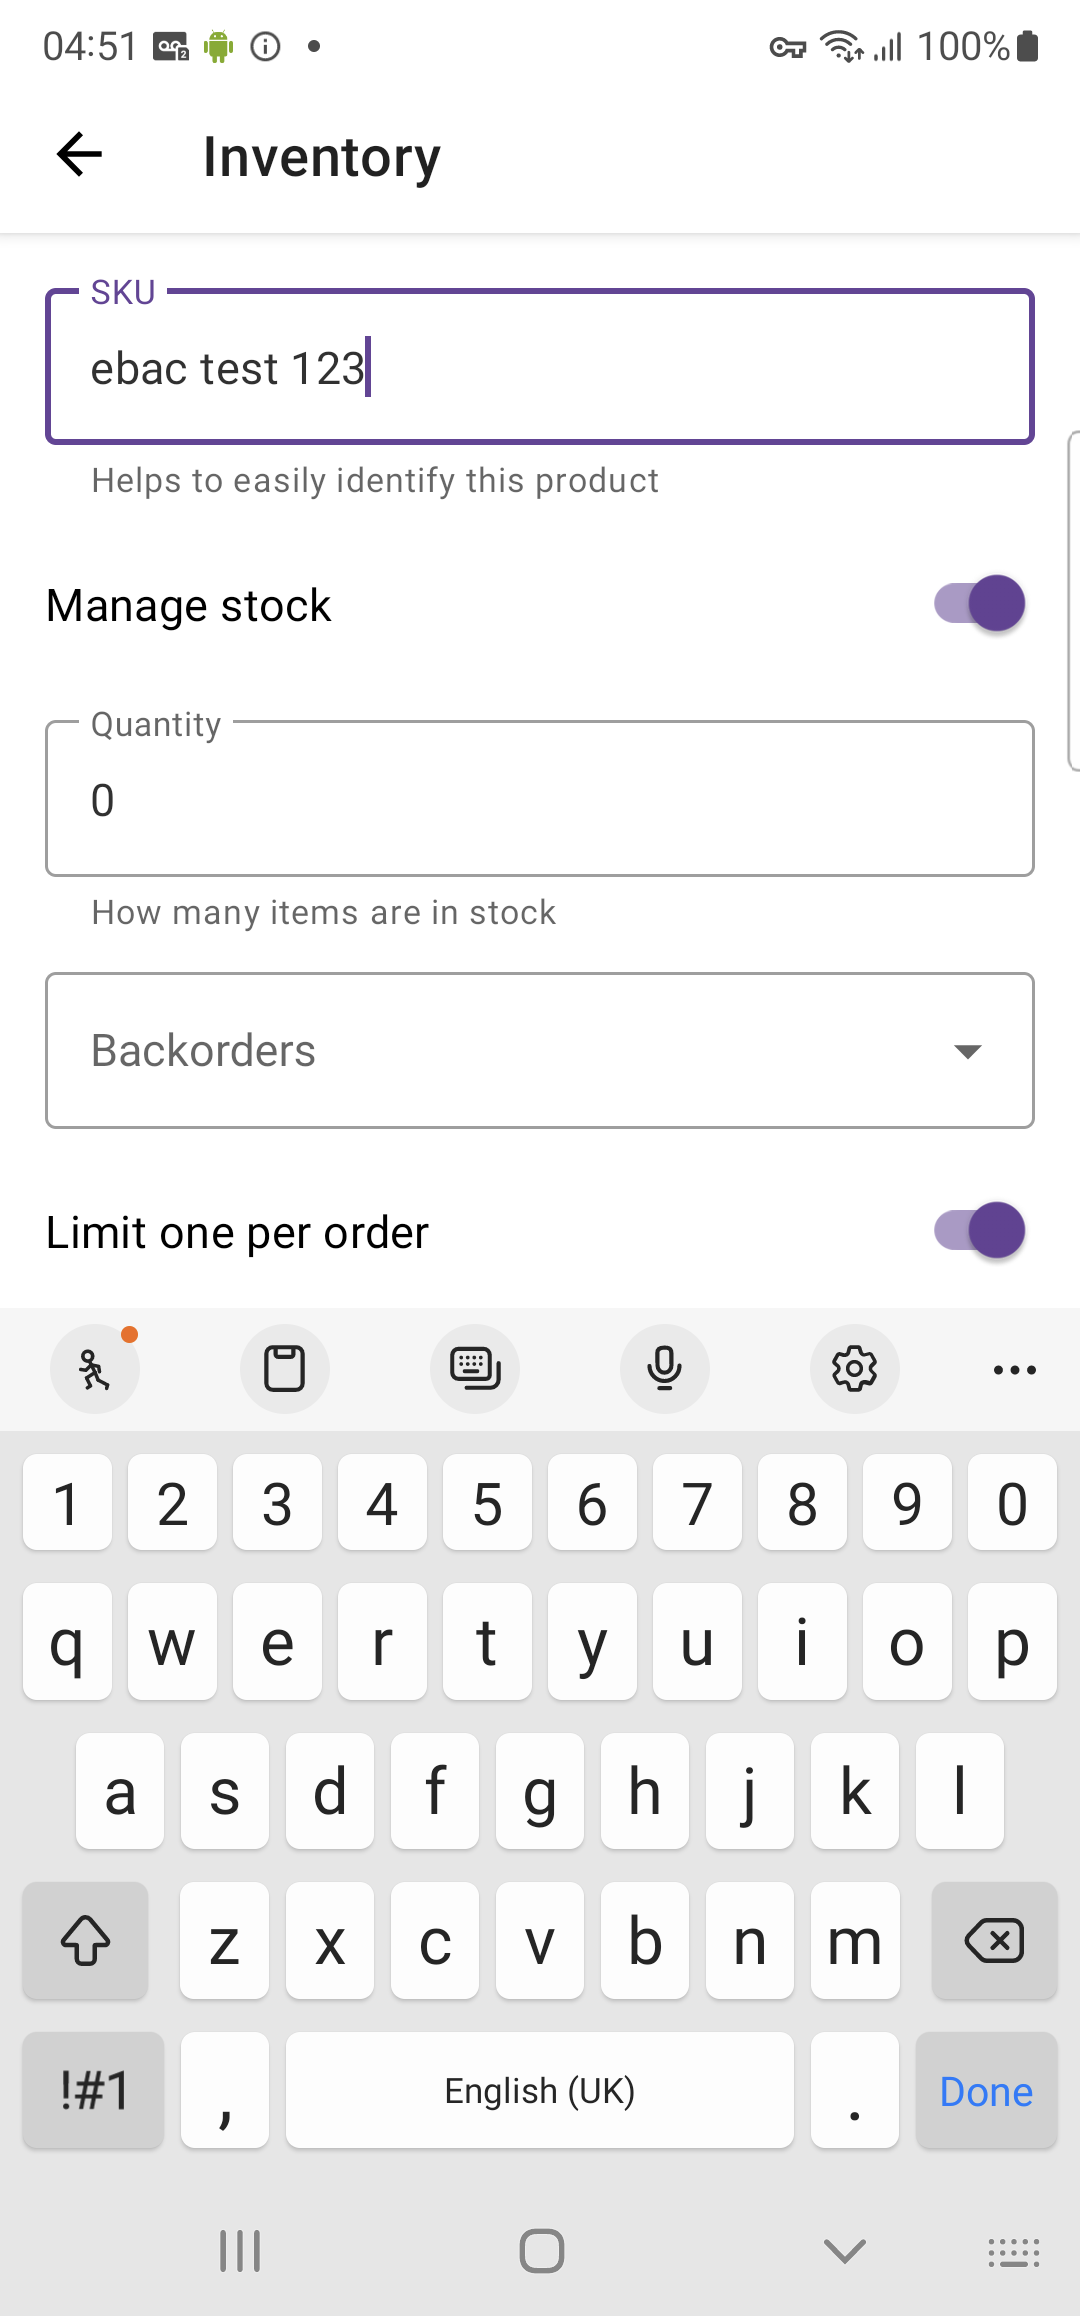 04:51 100%
Inventory
SKU
ebac test 123
Helps to easily identify this product
Manage stock
Quantity
0
How many items are in stock
Backorders
Limit one per order
1 2 3 4 5 6 7 8 9 0
q w e r t y u i o p
a s d f g h j k l
z x c v b n m
!#1 , English (UK) . Done